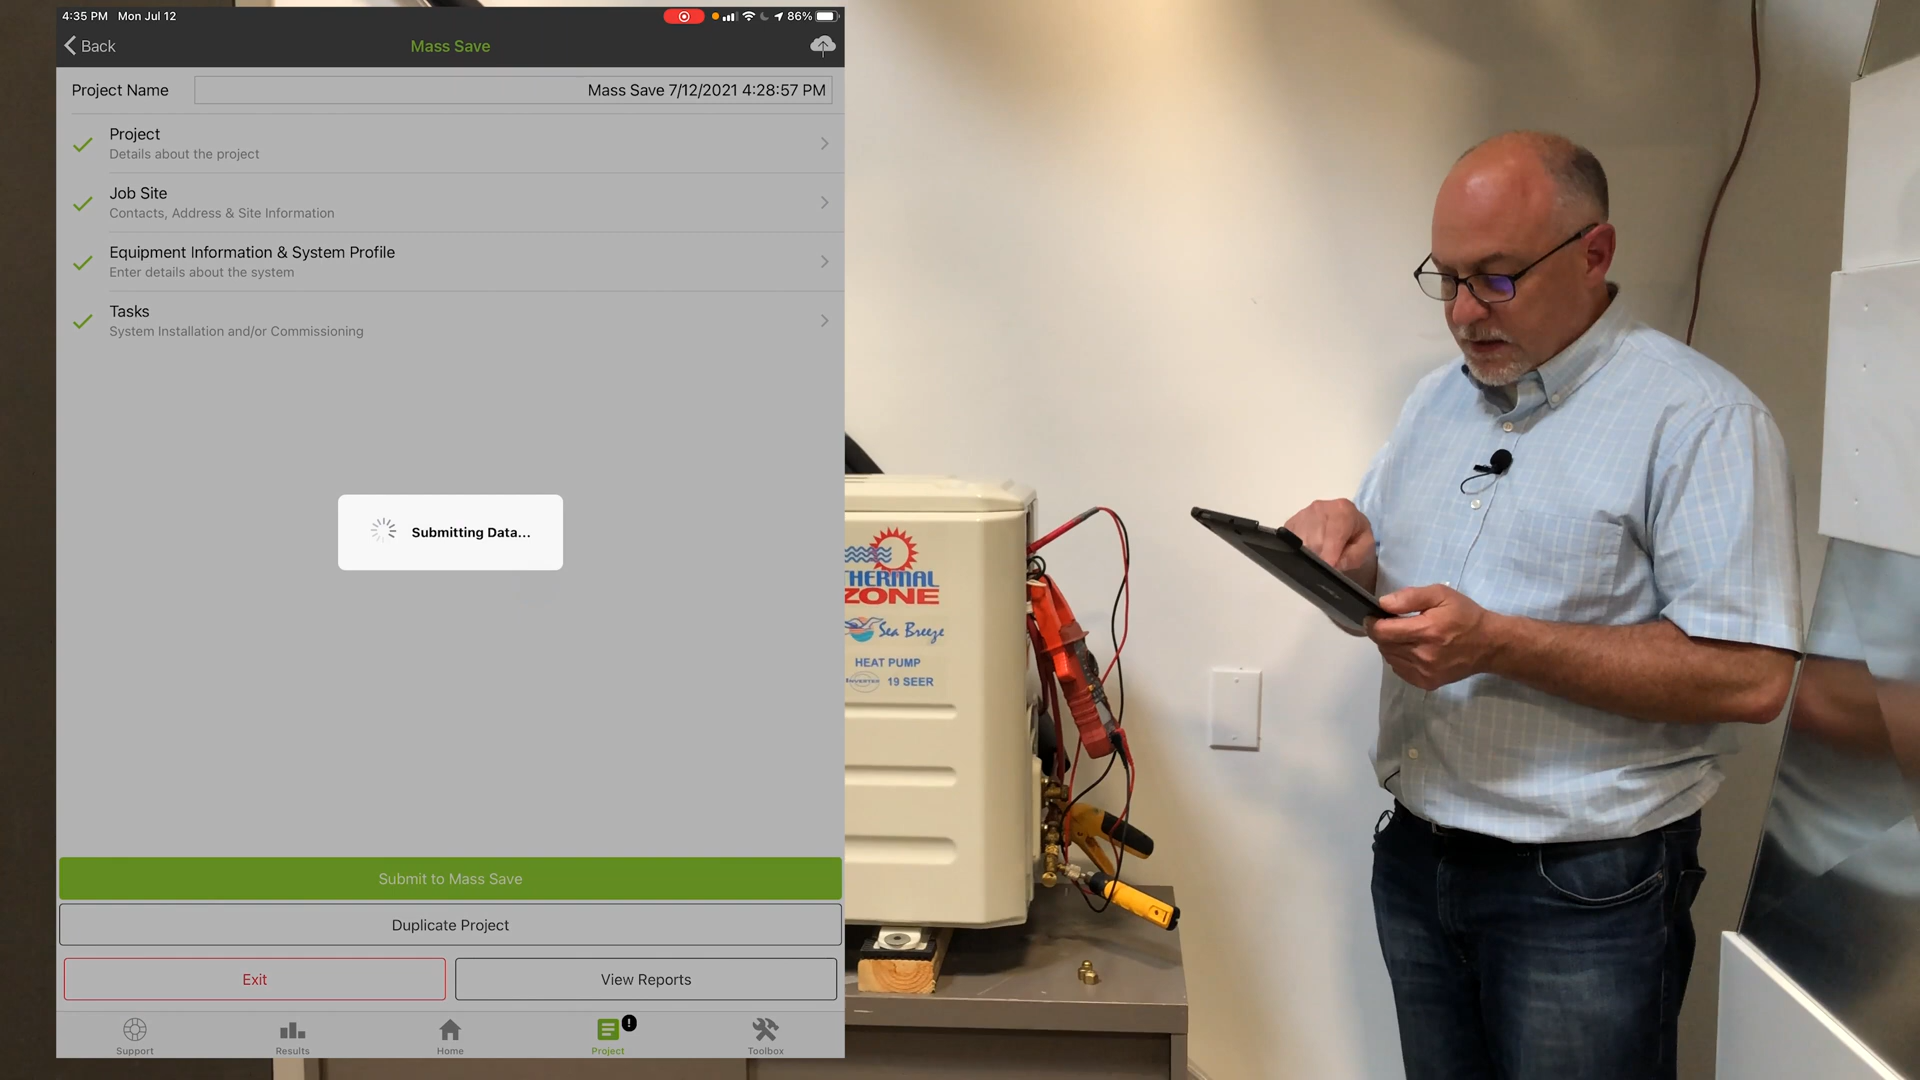 4:35 PM Mon Jul 12
86%
Back
Mass Save
Project Name
Mass Save 7/12/2021 4:28:57 PM
Project
Details about the project
Job Site
Contacts, Address & Site Information
Equipment Information & System Profile
Enter details about the system
Tasks
System Installation and/or Commissioning
Submitting Data...
Submit to Mass Save
Duplicate Project
Exit
View Reports
Support
Results
Home
Project
!
Toolbox
HERMAL
ZONE
Sea Breeze
HEAT PUMP
INVERTER 19 SEER